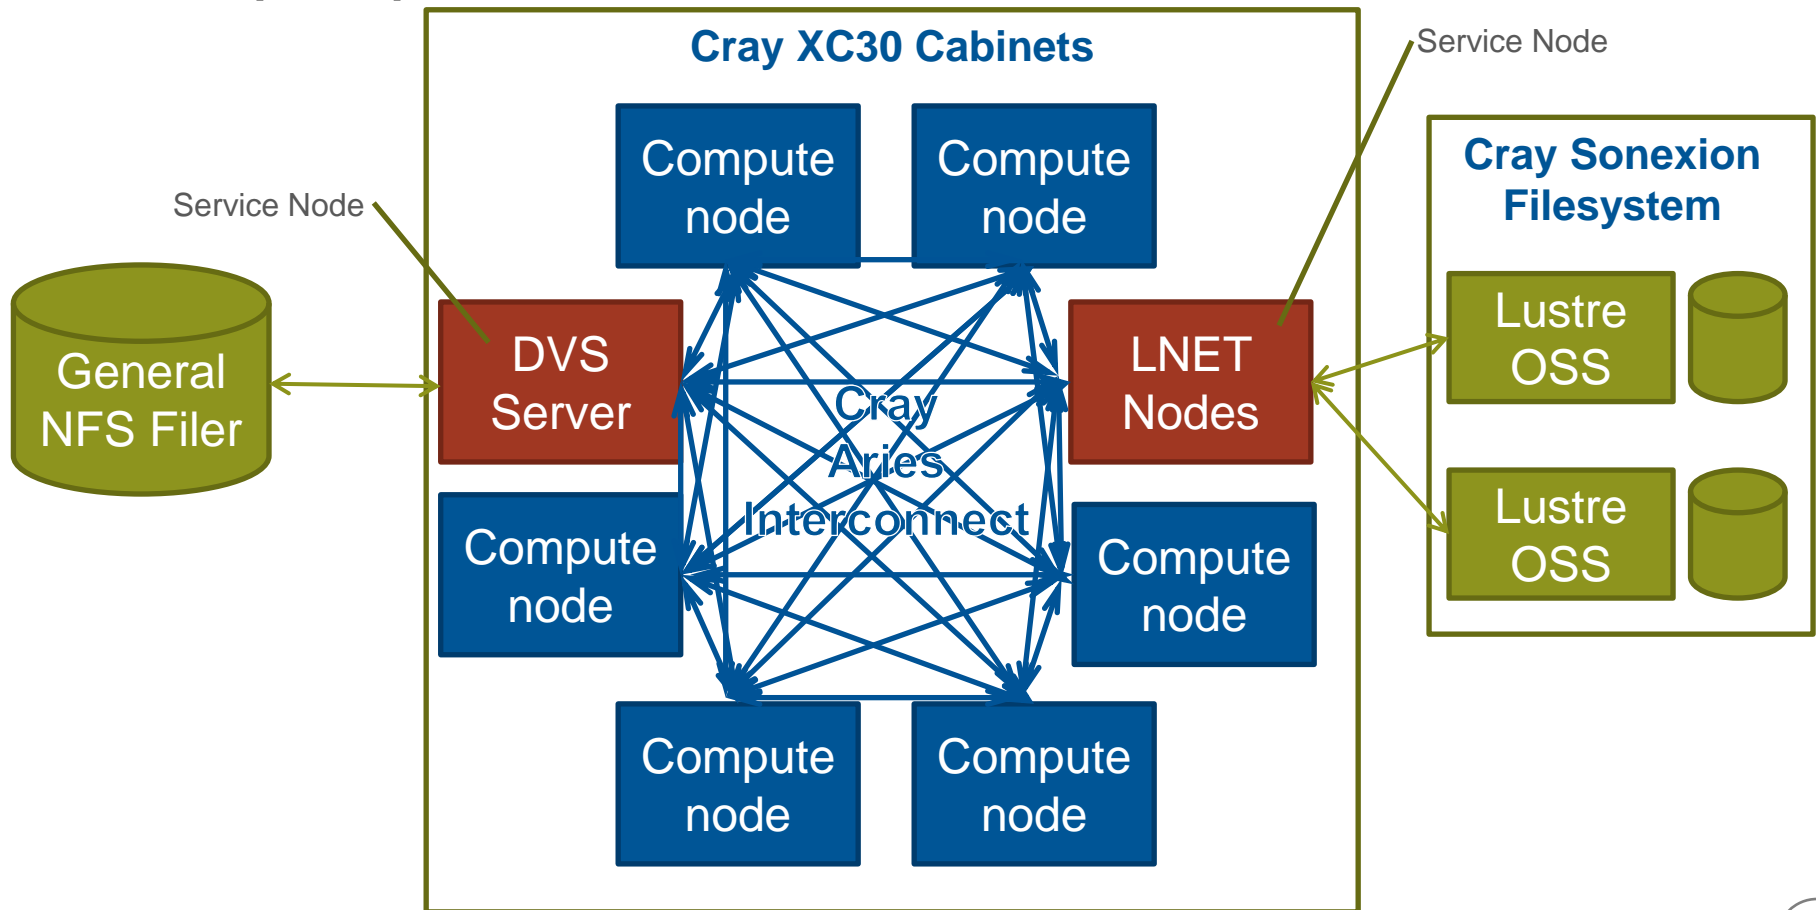 Cray XC30 Cabinets
Service Node
Compute
node
Compute
node
Cray Sonexion
Filesystem
Service Node
General
NFS Filer
DVS
Server
Cray
Aries
Interconnect
LNET
Nodes
Lustre
OSS
Lustre
OSS
Compute
node
Compute
node
Compute
node
Compute
node